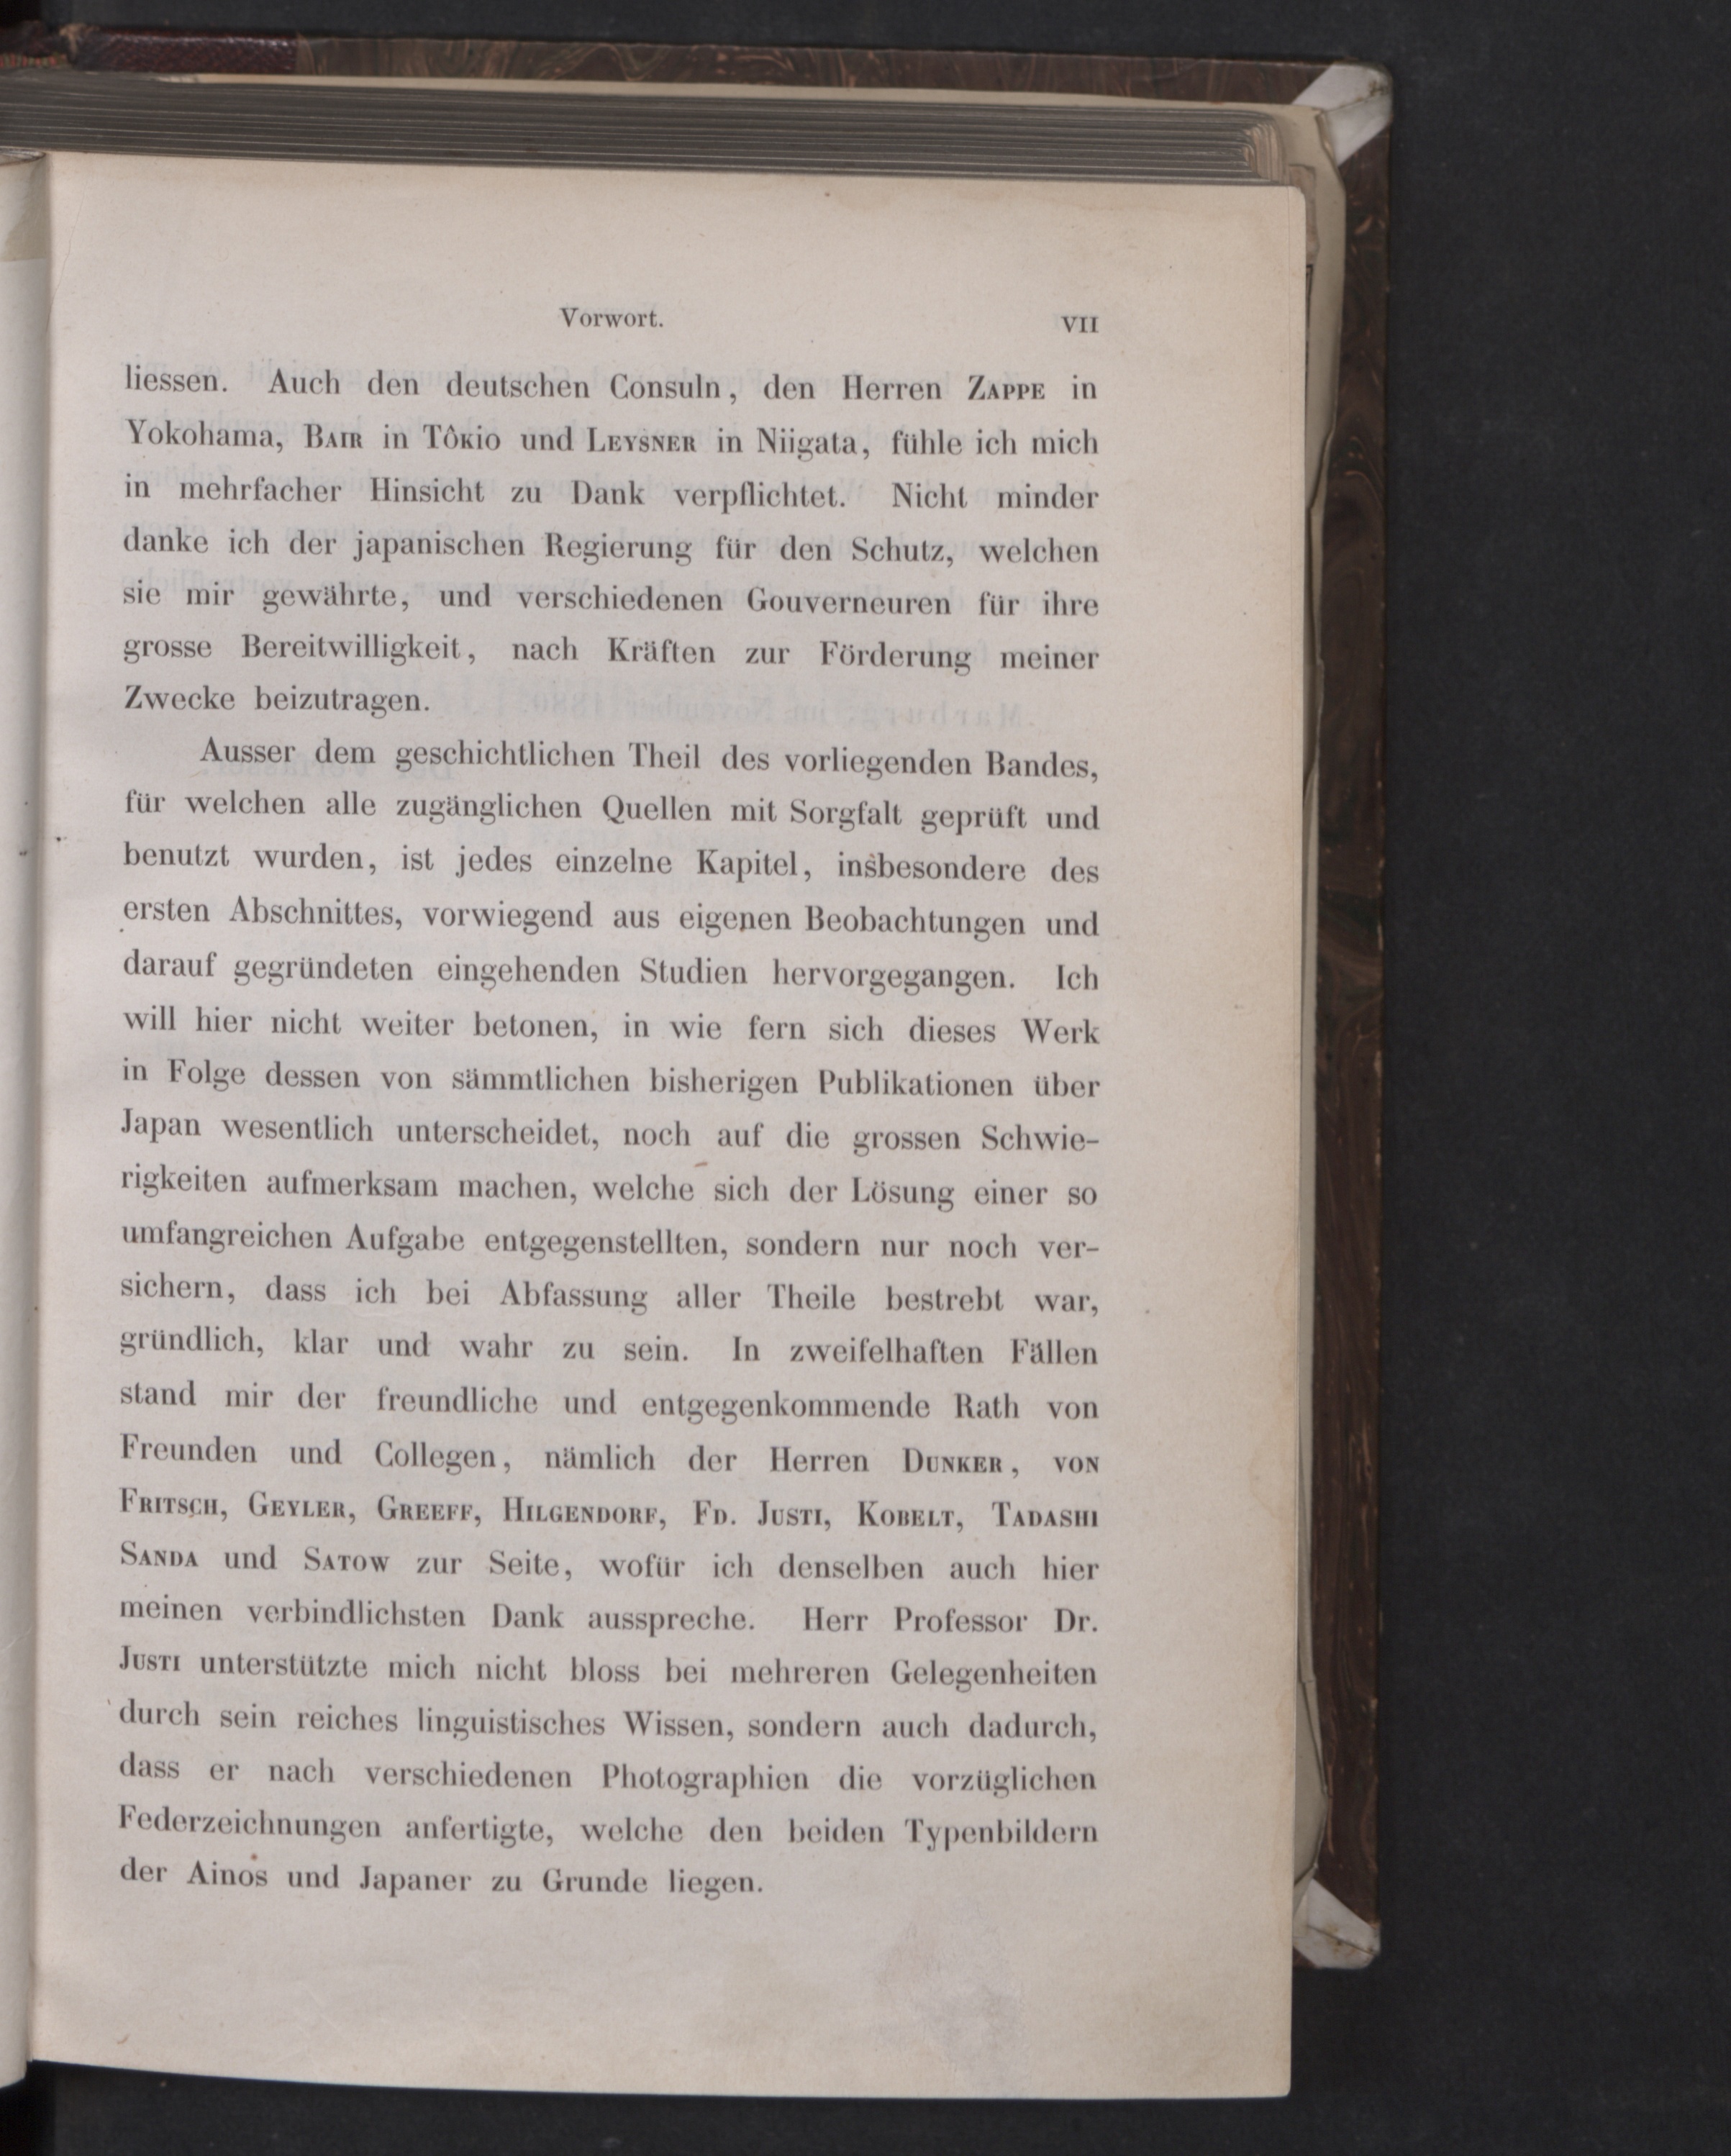 Vorwort. VII
liessen. Auch den deutschen Consuln, den Herren ZAPPE in
Yokohama, BAIR in Tôkio und LEYSNER in Niigata, fühle ich mich
in mehrfacher Hinsicht zu Dank verpflichtet. Nicht minder
danke ich der japanischen Regierung für den Schutz, welchen
sie mir gewährte, und verschiedenen Gouverneuren für ihre
grosse Bereitwilligkeit, nach Kräften zur Förderung meiner
Zwecke beizutragen.
Ausser dem geschichtlichen Theil des vorliegenden Bandes,
für welchen alle zugänglichen Quellen mit Sorgfalt geprüft und
benutzt wurden, ist jedes einzelne Kapitel, insbesondere des
ersten Abschnittes, vorwiegend aus eigenen Beobachtungen und
darauf gegründeten eingehenden Studien hervorgegangen. Ich
will hier nicht weiter betonen, in wie fern sich dieses Werk
in Folge dessen von sämmtlichen bisherigen Publikationen über
Japan wesentlich unterscheidet, noch auf die grossen Schwie-
rigkeiten aufmerksam machen, welche sich der Lösung einer so
umfangreichen Aufgabe entgegenstellten, sondern nur noch ver-
sichern, dass ich bei Abfassung aller Theile bestrebt war,
gründlich, klar und wahr zu sein. In zweifelhaften Fällen
stand mir der freundliche und entgegenkommende Rath von
Freunden und Collegen, nämlich der Herren DUNKER, VON
FRITSCH, GEYLER, GREEFF, HILGENDORF, FD. JUSTI, KOBELT, TADASHI
SANDA und SATOW zur Seite, wofür ich denselben auch hier
meinen verbindlichsten Dank ausspreche. Herr Professor Dr.
JUSTI unterstützte mich nicht bloss bei mehreren Gelegenheiten
durch sein reiches linguistisches Wissen, sondern auch dadurch,
dass er nach verschiedenen Photographien die vorzüglichen
Federzeichnungen anfertigte, welche den beiden Typenbildern
der Ainos und Japaner zu Grunde liegen.